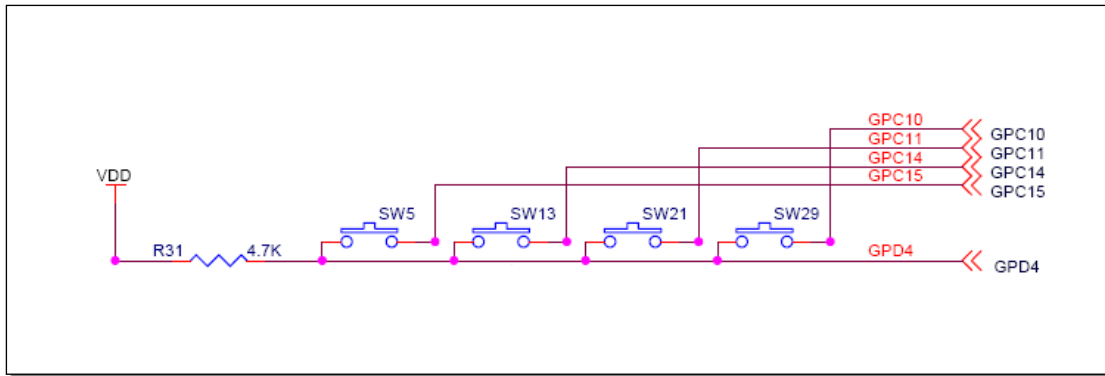 GPC10 GPC10
GPC11 GPC11
GPC14 GPC14
VDD GPC15 GPC15
SW5 SW13 SW21 SW29
R31 4.7K GPD4 GPD4